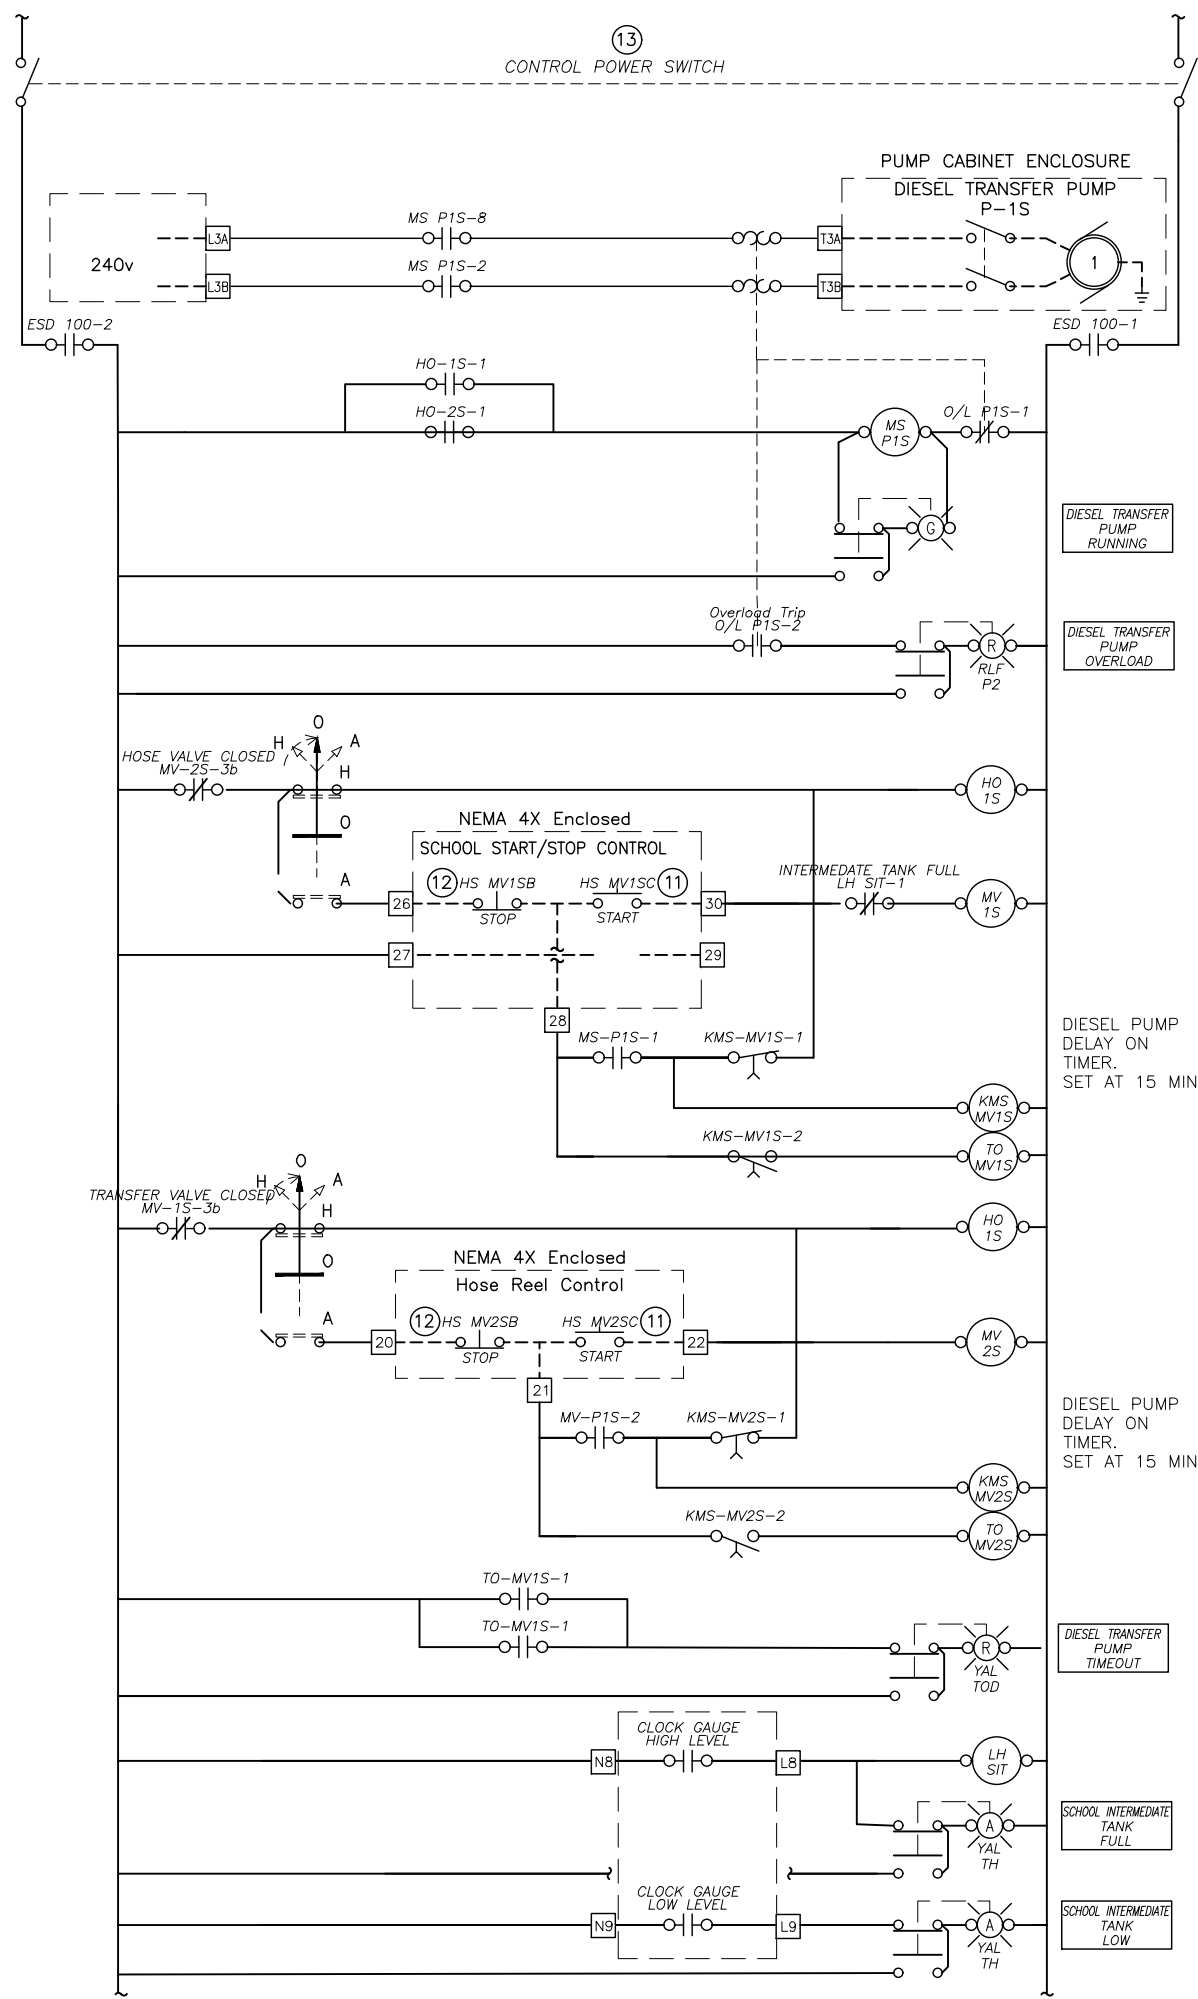 13
CONTROL POWER SWITCH
PUMP CABINET ENCLOSURE
DIESEL TRANSFER PUMP
P-1S
MS P1S-8
L3A
T3A
240v
MS P1S-2
1
L3B
T3B
ESD 100-2
ESD 100-1
HO-1S-1
HO-2S-1
O/L P1S-1
MS
P1S
G
DIESEL TRANSFER
PUMP
RUNNING
Overload Trip
O/L P1S-2
R
RLF
P2
DIESEL TRANSFER
PUMP
OVERLOAD
O
H
A
HOSE VALVE CLOSED
MV-2S-3b
H
HO
1S
O
NEMA 4X Enclosed
SCHOOL START/STOP CONTROL
A
12
HS MV1SB
HS MV1SC
11
INTERMEDATE TANK FULL
LH SIT-1
26
STOP
START
30
MV
1S
27
29
28
MS-P1S-1
KMS-MV1S-1
DIESEL PUMP
DELAY ON
TIMER.
SET AT 15 MIN
KMS
MV1S
KMS-MV1S-2
TO
MV1S
O
H
A
TRANSFER VALVE CLOSED
MV-1S-3b
H
HO
1S
O
NEMA 4X Enclosed
Hose Reel Control
A
12
HS MV2SB
HS MV2SC
11
20
STOP
START
22
MV
2S
21
MV-P1S-2
KMS-MV2S-1
DIESEL PUMP
DELAY ON
TIMER.
SET AT 15 MIN
KMS
MV2S
KMS-MV2S-2
TO
MV2S
TO-MV1S-1
TO-MV1S-1
R
YAL
TOD
DIESEL TRANSFER
PUMP
TIMEOUT
CLOCK GAUGE
HIGH LEVEL
N8
L8
LH
SIT
A
YAL
TH
SCHOOL INTERMEDIATE
TANK
FULL
CLOCK GAUGE
LOW LEVEL
N9
L9
A
YAL
TH
SCHOOL INTERMEDIATE
TANK
LOW